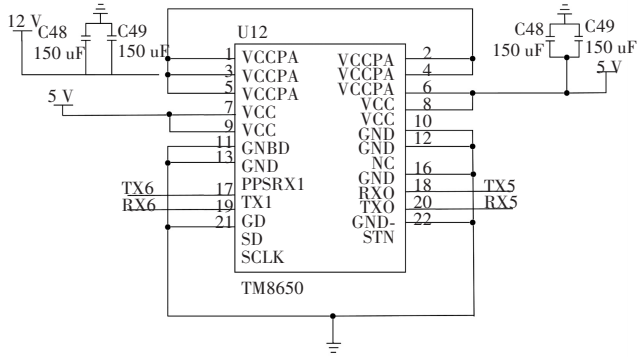 12 V
C48
150 uF
C49
150 uF
U12
C48
150 uF
C49
150 uF
5 V
1 VCCPA
3 VCCPA
5 VCCPA
5 V
7 VCC
9 VCC
11 GNBD
13 GND
PPSRX1
TX6 17
TX1
RX6 19
GD
21
SD
SCLK
VCCPA 2
VCCPA 4
VCCPA 6
VCC 8
VCC 10
GND 12
GND
NC
GND 16
RXO 18 TX5
TXO 20 RX5
GND- 22
STN
TM8650